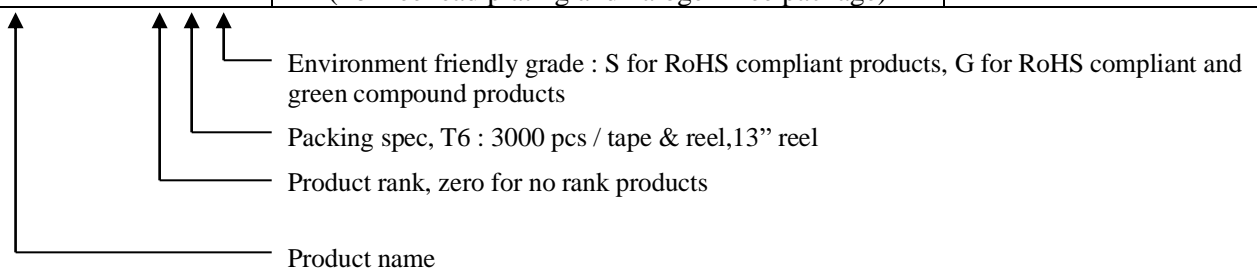 Environment friendly grade : S for RoHS compliant products, G for RoHS compliant and
green compound products
Packing spec, T6 : 3000 pcs / tape & reel,13” reel
Product rank, zero for no rank products
Product name